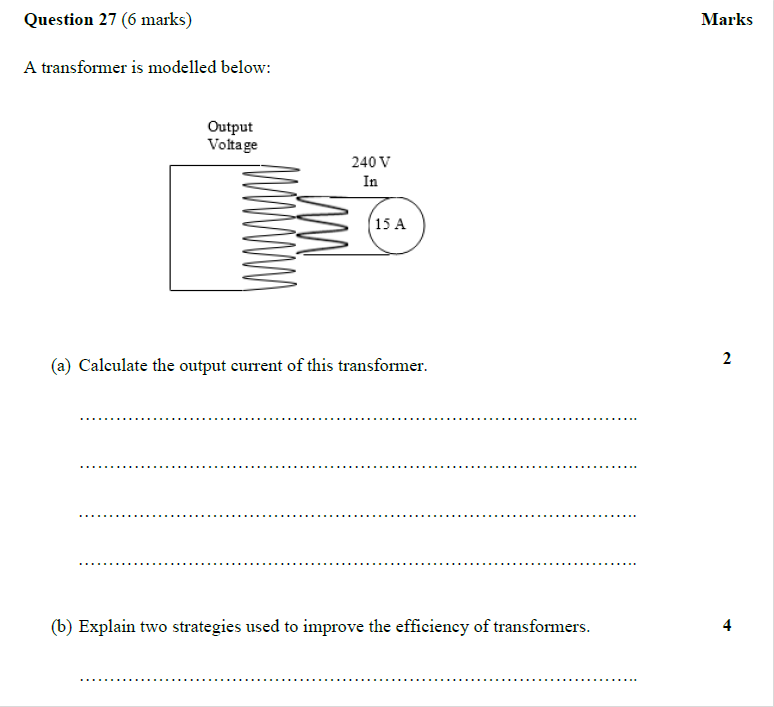 Question 27 (6 marks) Marks
A transformer is modelled below:
Output
Voltage
240 V
In
15 A
(a) Calculate the output current of this transformer. 2
(b) Explain two strategies used to improve the efficiency of transformers. 4